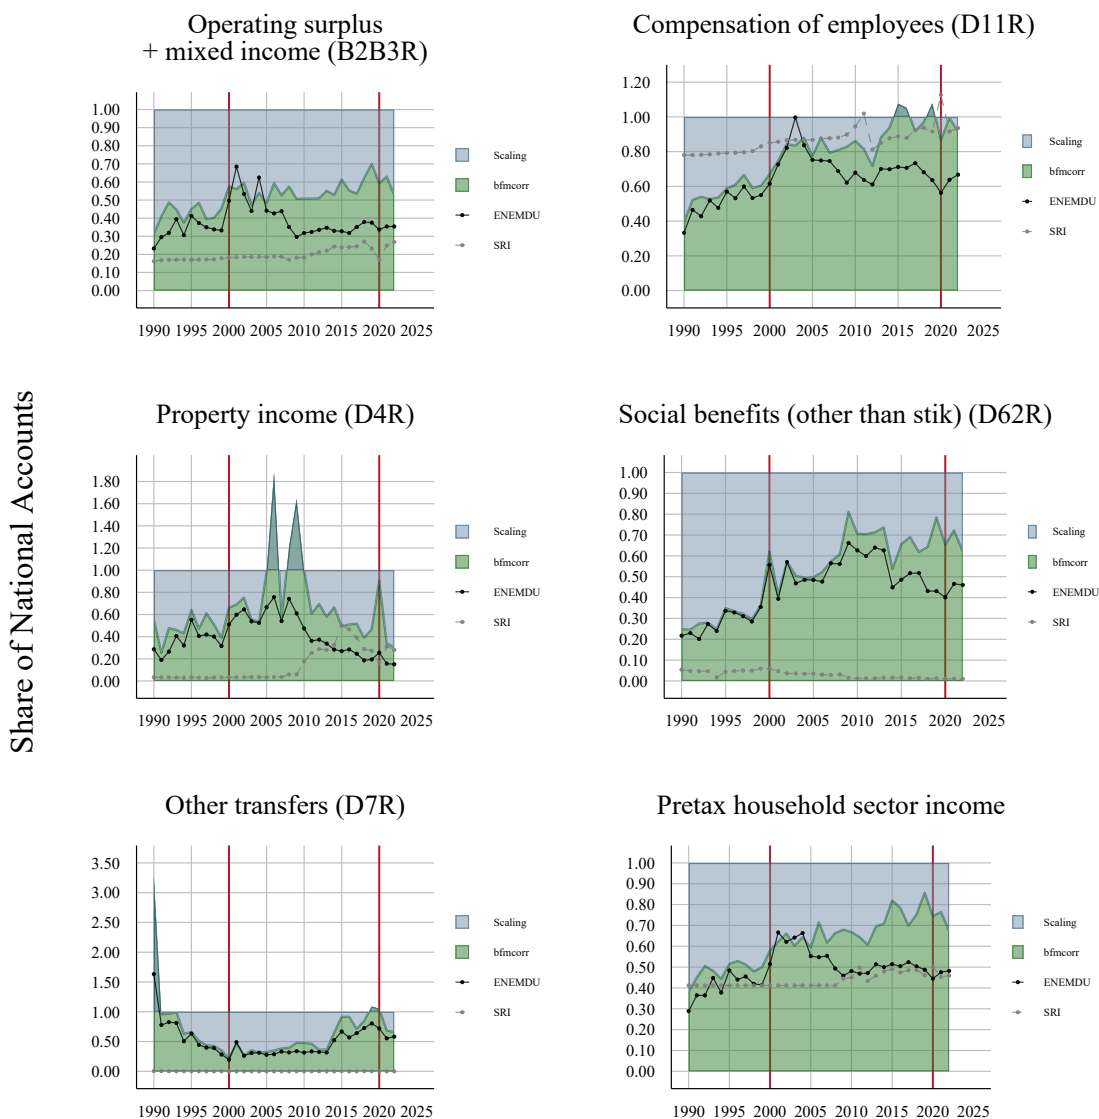 Share of National Accounts
Operating surplus
+ mixed income (B2B3R)
1.00
0.90
0.80
0.70
0.60
0.50
0.40
0.30
0.20
0.10
0.00
1990 1995 2000 2005 2010 2015 2020 2025
Scaling
bfmcorr
ENEMDU
SRI
Compensation of employees (D11R)
1.20
1.00
0.80
0.60
0.40
0.20
0.00
1990 1995 2000 2005 2010 2015 2020 2025
Scaling
bfmcorr
ENEMDU
SRI
Property income (D4R)
1.80
1.60
1.40
1.20
1.00
0.80
0.60
0.40
0.20
0.00
1990 1995 2000 2005 2010 2015 2020 2025
Scaling
bfmcorr
ENEMDU
SRI
Social benefits (other than stik) (D62R)
1.00
0.90
0.80
0.70
0.60
0.50
0.40
0.30
0.20
0.10
0.00
1990 1995 2000 2005 2010 2015 2020 2025
Scaling
bfmcorr
ENEMDU
SRI
Other transfers (D7R)
3.50
3.00
2.50
2.00
1.50
1.00
0.50
0.00
1990 1995 2000 2005 2010 2015 2020 2025
Scaling
bfmcorr
ENEMDU
SRI
Pretax household sector income
1.00
0.90
0.80
0.70
0.60
0.50
0.40
0.30
0.20
0.10
0.00
1990 1995 2000 2005 2010 2015 2020 2025
Scaling
bfmcorr
ENEMDU
SRI